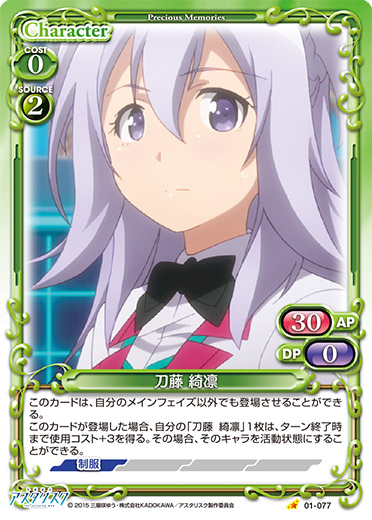 Precious Memories
Character
COST
0
SOURCE
2
30 AP
DP 0
刀藤 綺凛
このカードは、自分のメインフェイズ以外でも登場させることができ
る。
このカードが登場した場合、自分の「刀藤 綺凛」1枚は、ターン終了時
まで使用コスト+3を得る。その場合、そのキャラを活動状態にするこ
とができる。
制服
アスタリスク
© 2015 三屋咲ゆう・株式会社KADOKAWA/アスタリスク製作委員会
01-077